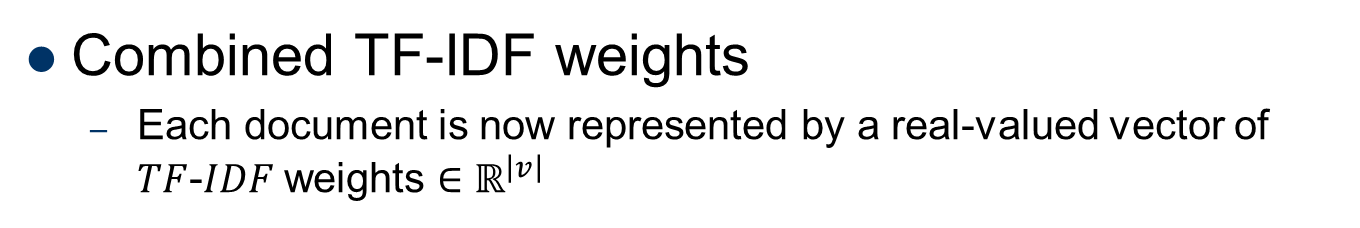 ● Combined TF-IDF weights
– Each document is now represented by a real-valued vector of
TF-IDF weights ∈ ℝ^|v|